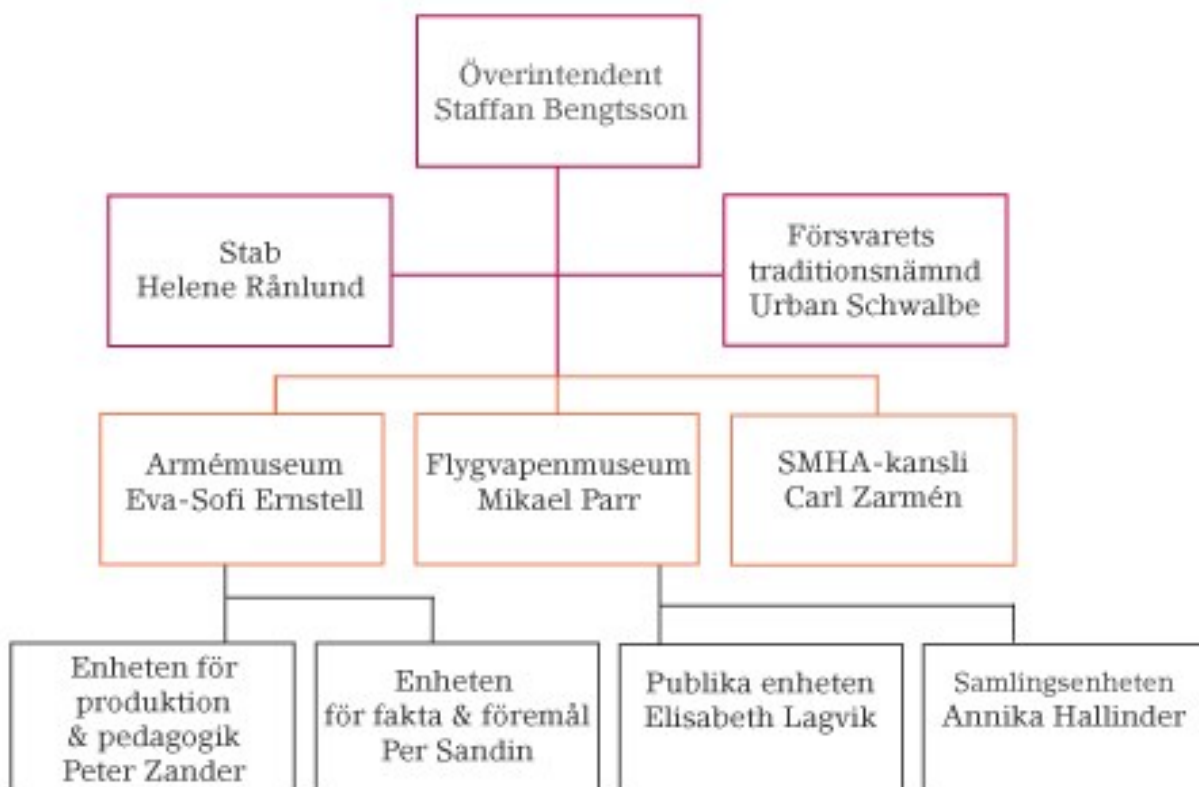 Överintendent
Staffan Bengtsson
Stab
Helene Rånlund
Försvarets
traditionsnämnd
Urban Schwalbe
Armémuseum
Eva-Sofi Ernstell
Flygvapenmuseum
Mikael Parr
SMHA-kansli
Carl Zarmén
Enheten för
produktion
& pedagogik
Peter Zander
Enheten
för fakta & föremål
Per Sandin
Publika enheten
Elisabeth Lagvik
Samlingsenheten
Annika Hallinder